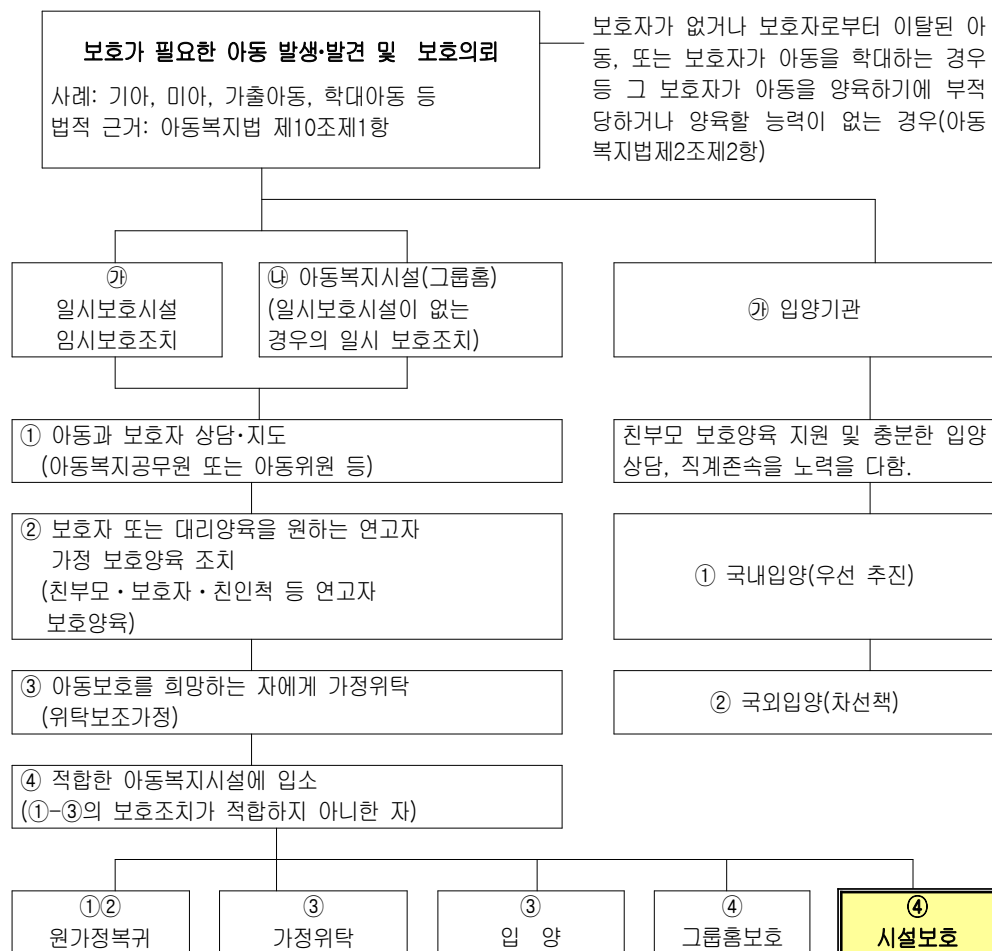 보호가 필요한 아동 발생·발견 및 보호의뢰
사례: 기아, 미아, 가출아동, 학대아동 등
법적 근거: 아동복지법 제10조제1항
보호자가 없거나 보호자로부터 이탈된 아
동, 또는 보호자가 아동을 학대하는 경우
등 그 보호자가 아동을 양육하기에 부적
당하거나 양육할 능력이 없는 경우(아동
복지법제2조제2항)
㉮
일시보호시설
임시보호조치
㉯ 아동복지시설(그룹홈)
(일시보호시설이 없는
경우의 일시 보호조치)
㉮ 입양기관
① 아동과 보호자 상담·지도
(아동복지공무원 또는 아동위원 등)
친부모 보호양육 지원 및 충분한 입양
상담, 직계존속을 노력을 다함.
② 보호자 또는 대리양육을 원하는 연고자
가정 보호양육 조치
(친부모·보호자·친인척 등 연고자
보호양육)
① 국내입양(우선 추진)
③ 아동보호를 희망하는 자에게 가정위탁
(위탁보조가정)
② 국외입양(차선책)
④ 적합한 아동복지시설에 입소
(①-③의 보호조치가 적합하지 아니한 자)
①②
원가정복귀
③
가정위탁
③
입 양
④
그룹홈보호
④
시설보호